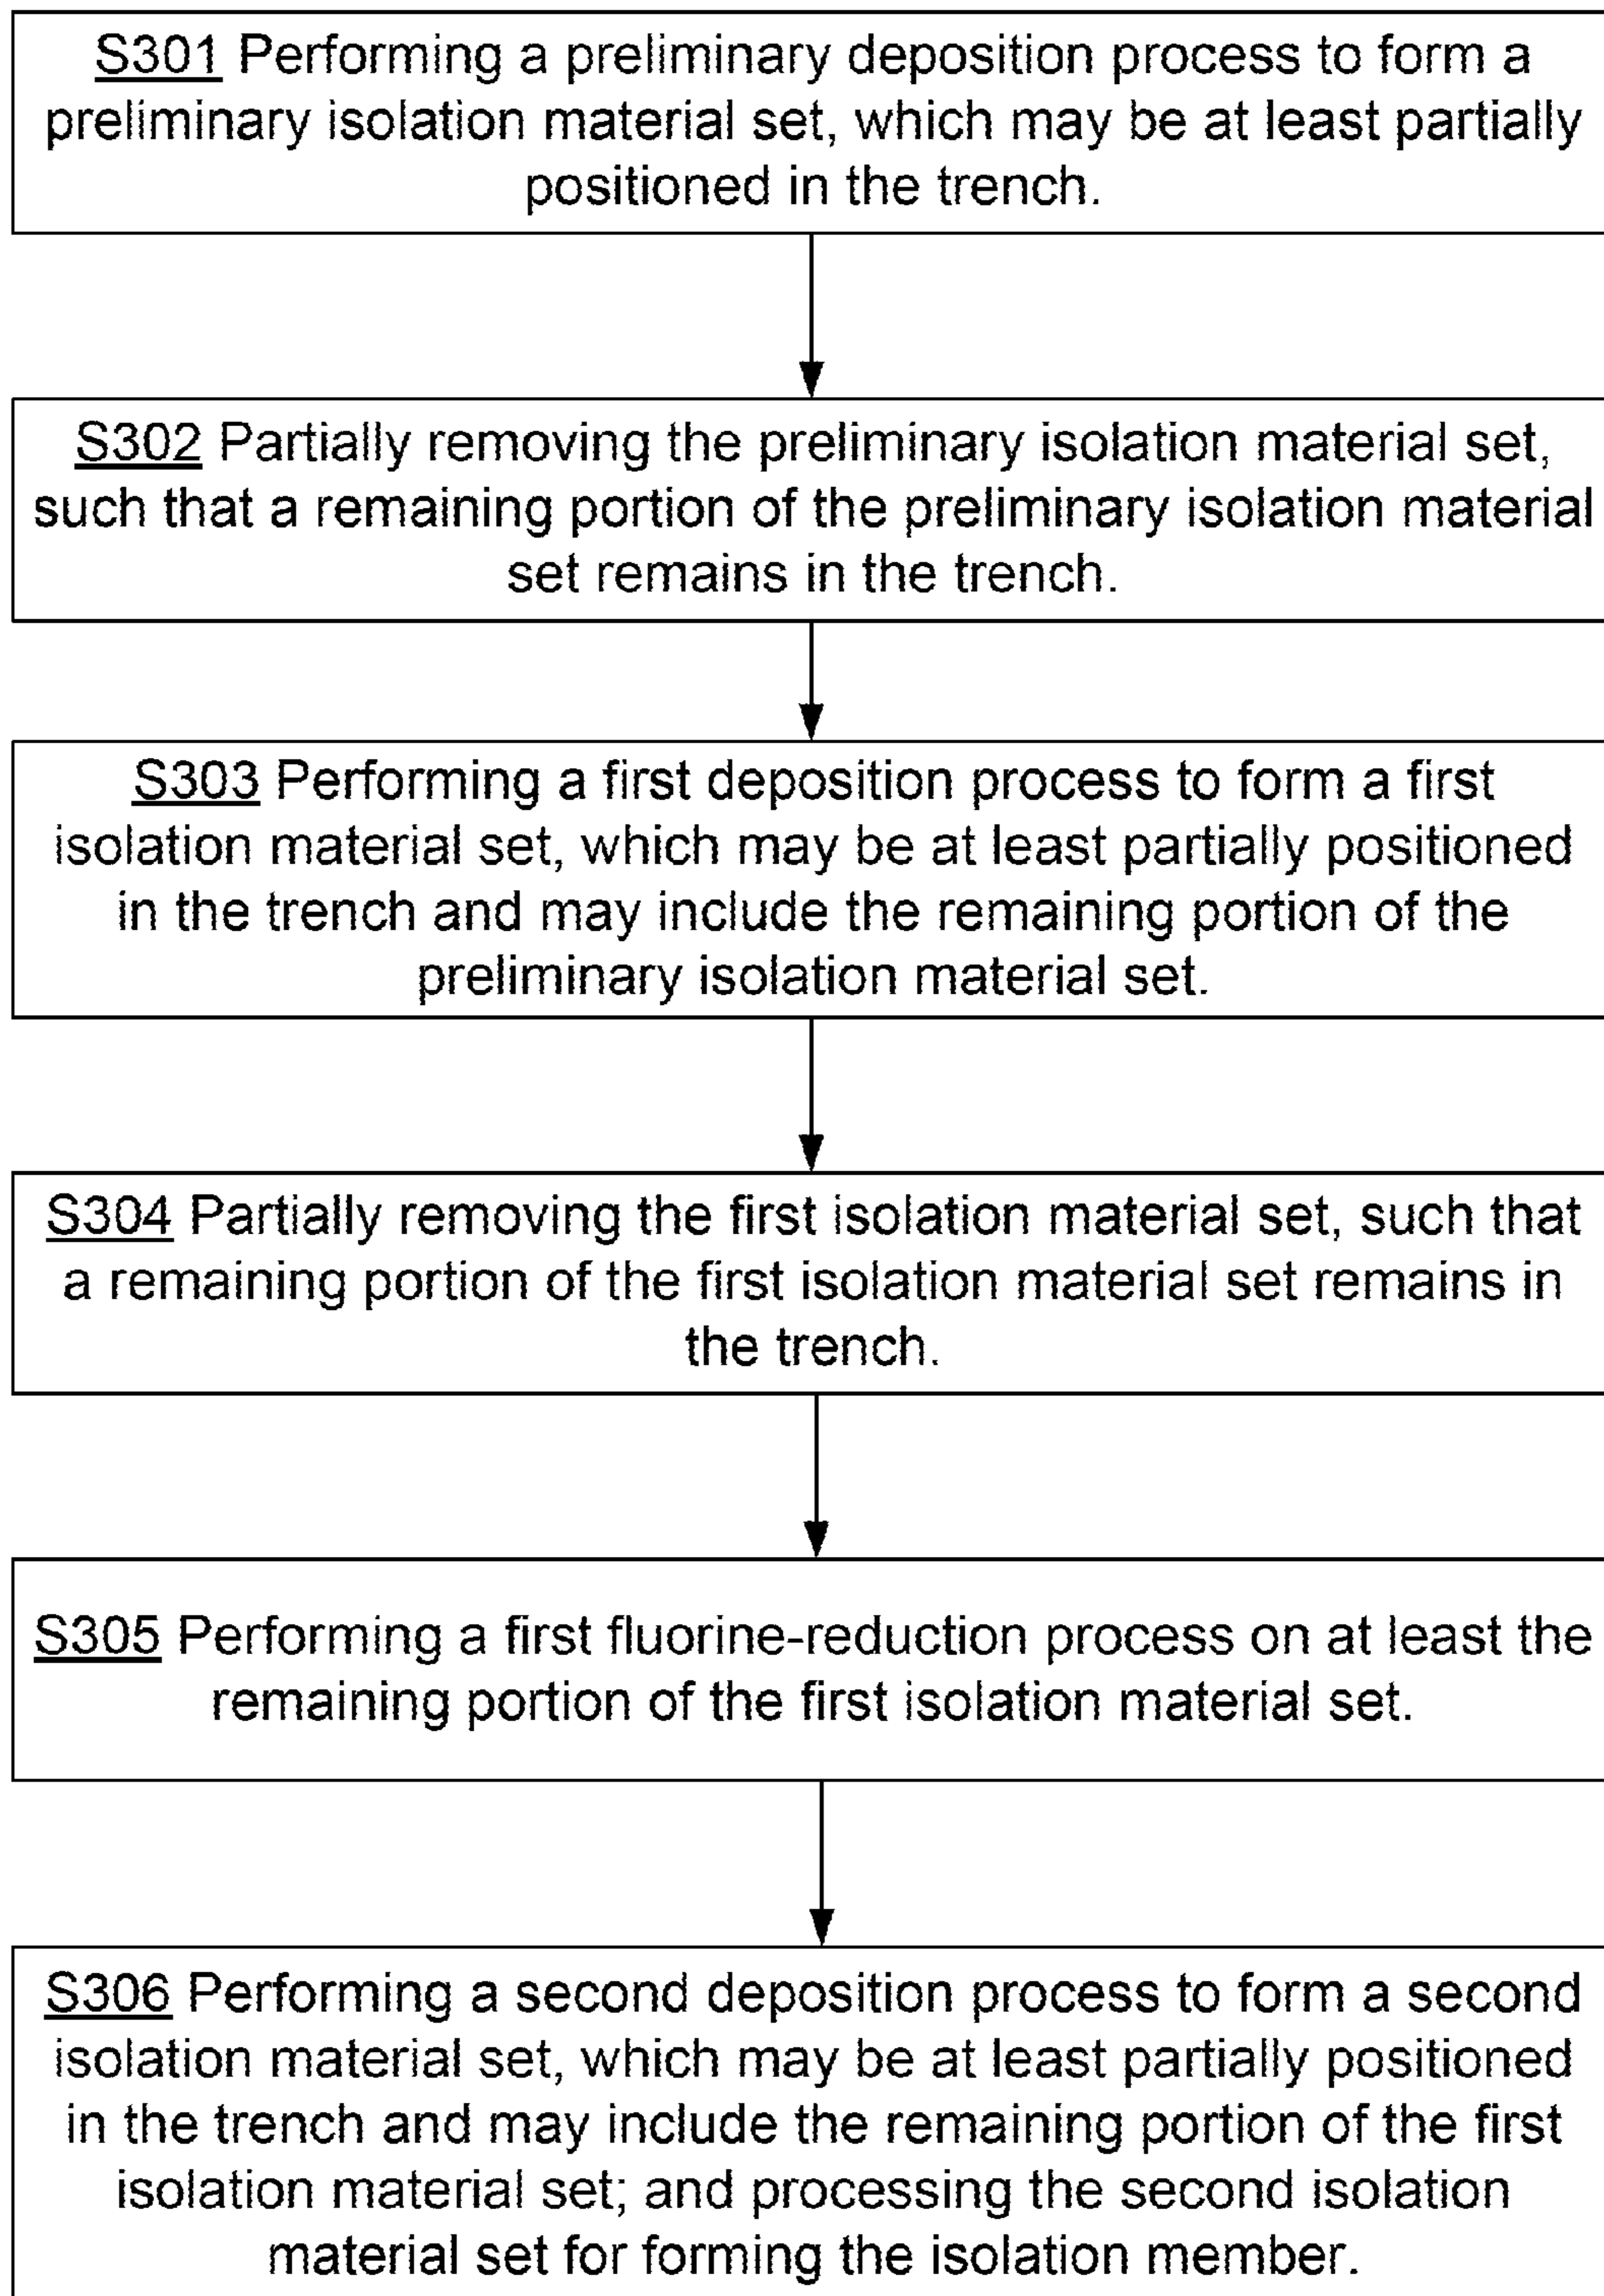 S301 Performing a preliminary deposition process to form a
preliminary isolation material set, which may be at least partially
positioned in the trench.
S302 Partially removing the preliminary isolation material set,
such that a remaining portion of the preliminary isolation material
set remains in the trench.
S303 Performing a first deposition process to form a first
isolation material set, which may be at least partially positioned
in the trench and may include the remaining portion of the
preliminary isolation material set.
S304 Partially removing the first isolation material set, such that
a remaining portion of the first isolation material set remains in
the trench.
S305 Performing a first fluorine-reduction process on at least the
remaining portion of the first isolation material set.
S306 Performing a second deposition process to form a second
isolation material set, which may be at least partially positioned
in the trench and may include the remaining portion of the first
isolation material set; and processing the second isolation
material set for forming the isolation member.